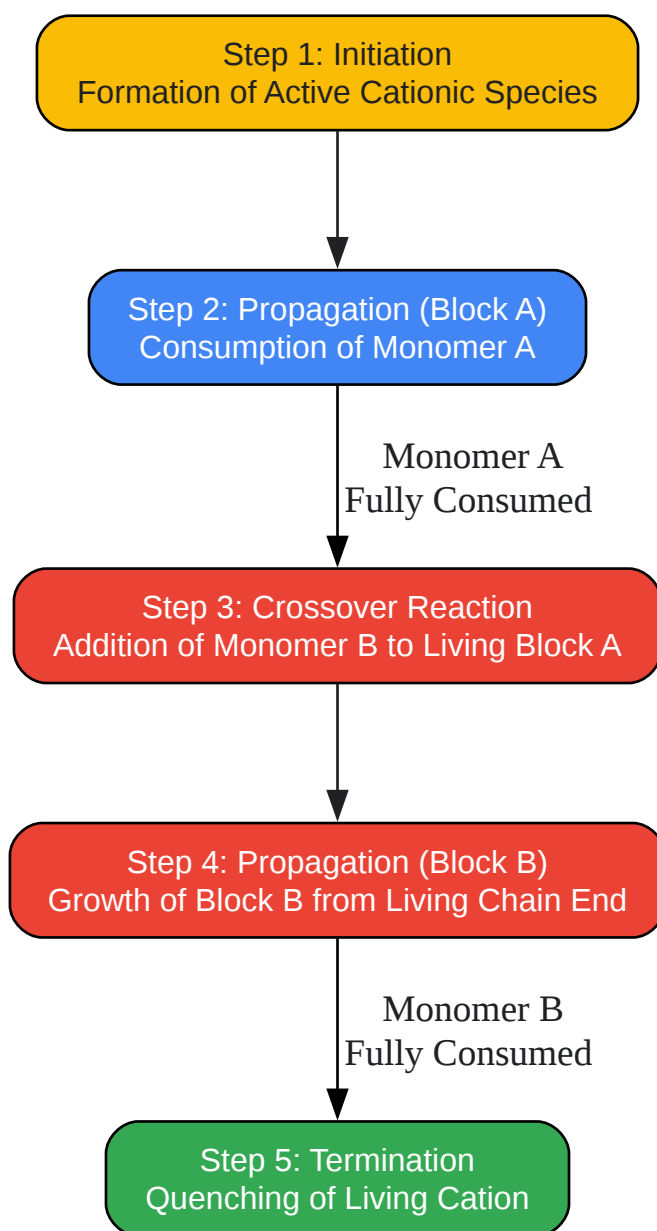 Step 1: Initiation
Formation of Active Cationic Species
Step 2: Propagation (Block A)
Consumption of Monomer A
Monomer A
Fully Consumed
Step 3: Crossover Reaction
Addition of Monomer B to Living Block A
Step 4: Propagation (Block B)
Growth of Block B from Living Chain End
Monomer B
Fully Consumed
Step 5: Termination
Quenching of Living Cation